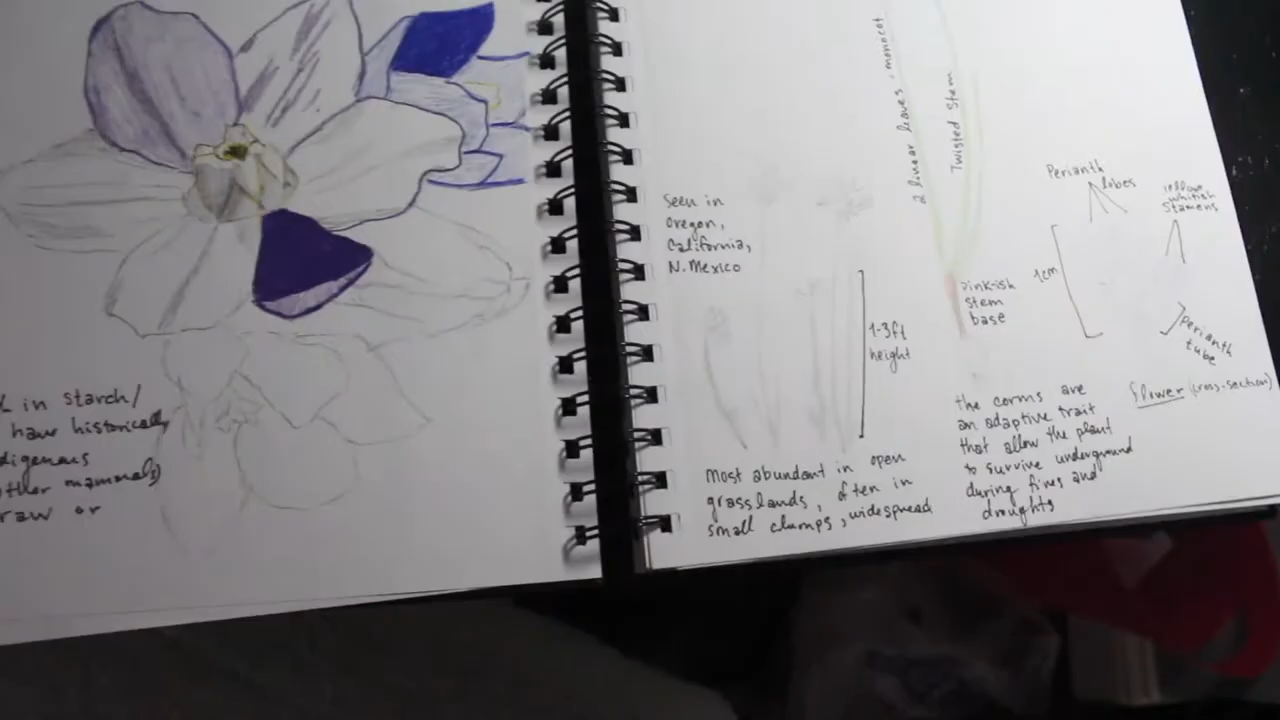 k in starch/
have historically
digenous
other mammals)
raw or
Seen in
Oregon,
California,
N. Mexico
1-3ft
height
Most abundant in open
grasslands, often in
small clumps, widespread
2 linear leaves, monocot
Twisted Stem
pink-ish
stem
base
the corms are
an adaptive trait
that allow the plant
to survive underground
during fires and
droughts
Perianth
lobes
yellow
whitish
Stamens
1cm
perianth
tube
flower (cross-section)